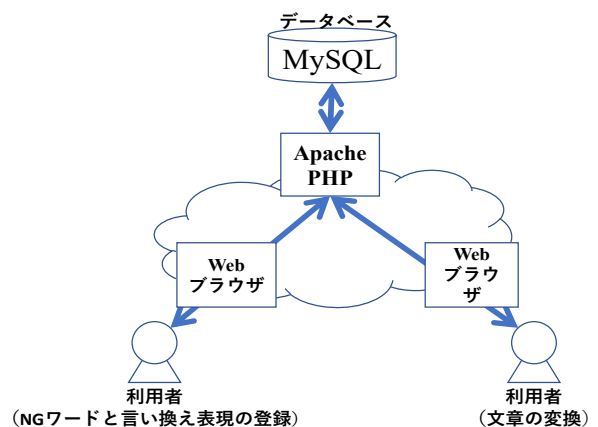 データベース
MySQL
Apache
PHP
Web
ブラウザ
Web
ブラウ
ザ
利用者
(NGワードと言い換え表現の登録)
利用者
(文章の変換)